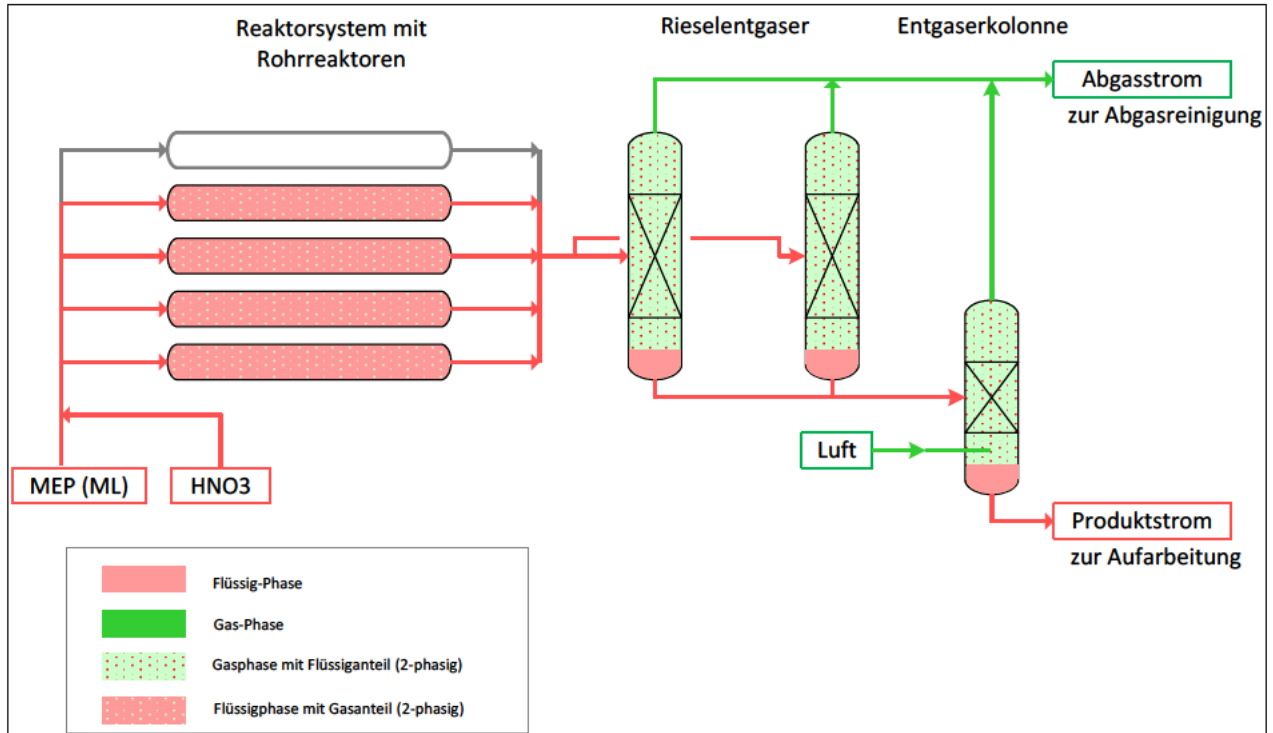 Reaktorsystem mit
Rohrreaktoren
Rieselentgaser
Entgaserkolonne
Abgasstrom
zur Abgasreinigung
Luft
MEP (ML)
HNO3
Produktstrom
zur Aufarbeitung
Flüssig-Phase
Gas-Phase
Gasphase mit Flüssiganteil (2-phasig)
Flüssigphase mit Gasanteil (2-phasig)